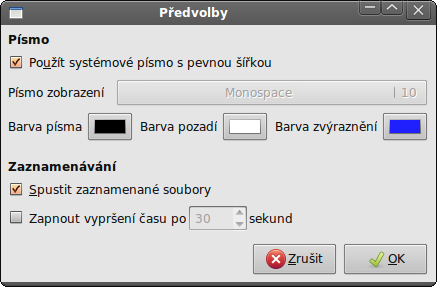 Předvolby
Písmo
Použít systémové písmo s pevnou šířkou
Písmo zobrazení Monospace 10
Barva písma Barva pozadí Barva zvýraznění
Zaznamenávání
Spustit zaznamenané soubory
Zapnout vypršení času po 30 sekund
Zrušit OK